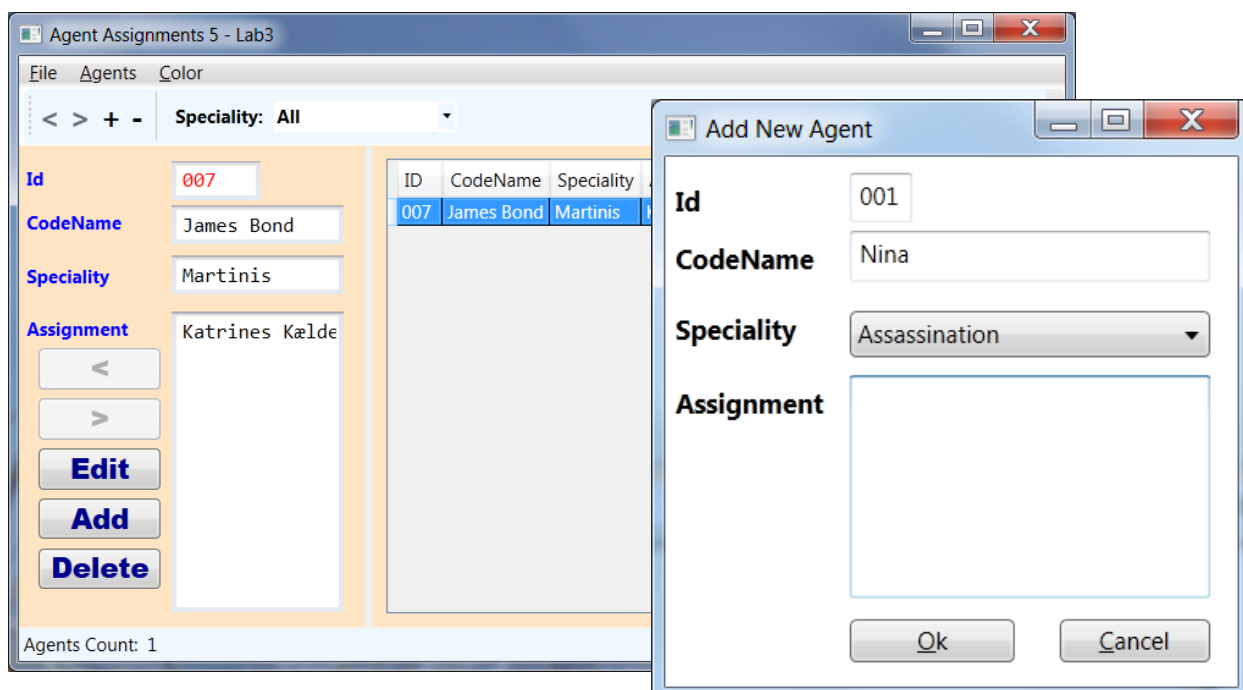 Agent Assignments 5 - Lab3
File Agents Color
< > + - Speciality: All
Id 007
CodeName James Bond
Speciality Martinis
Assignment Katrines Kælde
<
>
Edit
Add
Delete
ID CodeName Speciality
007 James Bond Martinis
Agents Count: 1
Add New Agent
Id 001
CodeName Nina
Speciality Assassination
Assignment
Ok Cancel